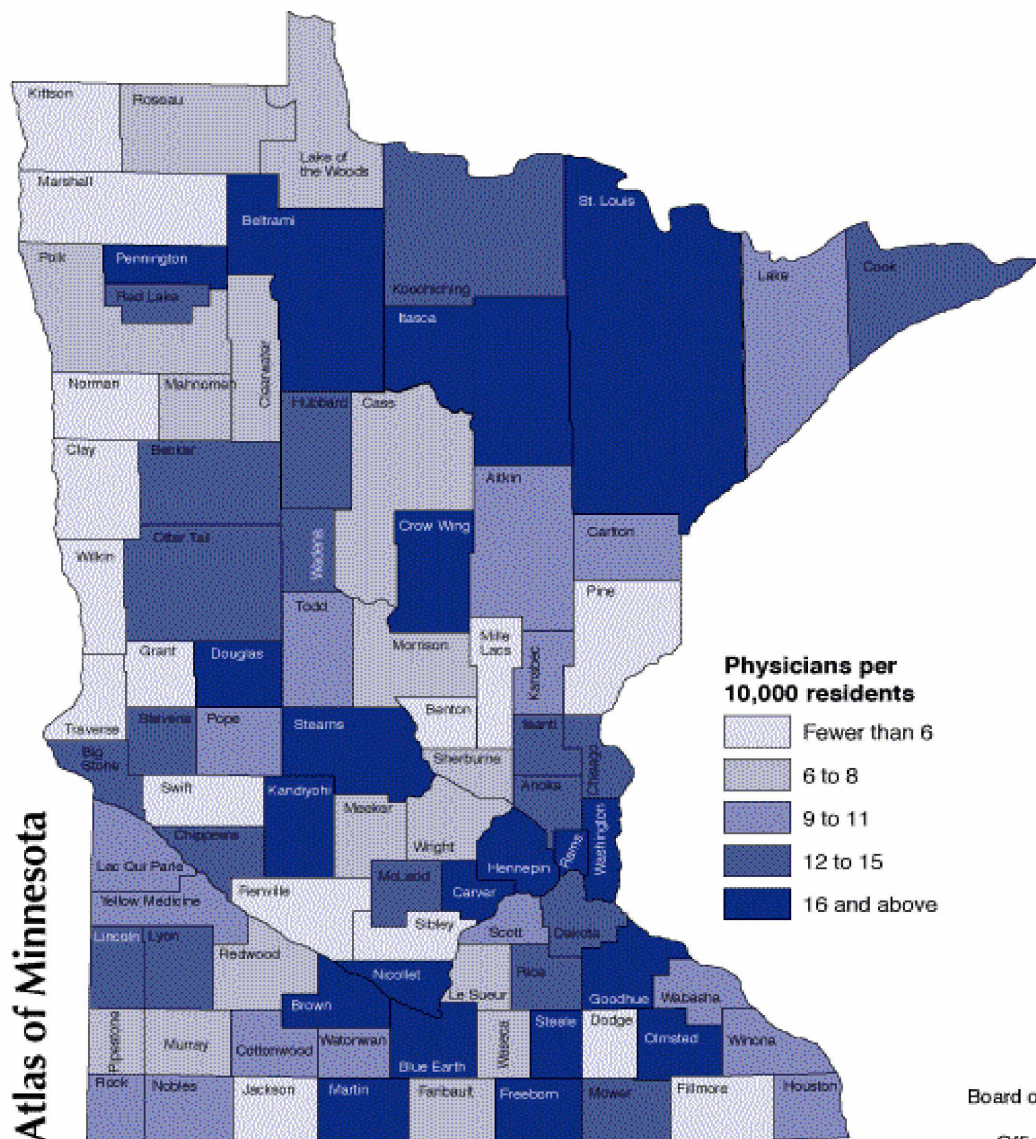 Kittson
Roseau
Lake of
the Woods
Marshall
Beltrami
St. Louis
Polk
Pennington
Lake
Cook
Red Lake
Koochiching
Itasca
Clearwater
Norman
Mahnomen
Hubbard
Cass
Clay
Becker
Aitkin
Crow Wing
Otter Tail
Carlton
Wilkin
Wadena
Pine
Todd
Mille
Lacs
Morrison
Grant
Douglas
Kanabec
Physicians per
10,000 residents
Fewer than 6
6 to 8
9 to 11
12 to 15
16 and above
Traverse
Stevens
Pope
Stearns
Benton
Isanti
Chisago
Big
Stone
Sherburne
Swift
Kandiyohi
Anoka
Meeker
Washington
Chippewa
Wright
Rams
Hennepin
Lac Qui Parle
McLeod
Renville
Carver
Yellow Medicine
Sibley
Scott
Dakota
Lincoln
Lyon
Redwood
Nicollet
Rice
Le Sueur
Brown
Goodhue
Wabasha
Pipestone
Murray
Cottonwood
Watonwan
Blue Earth
Waseca
Steele
Dodge
Olmsted
Winona
Rock
Nobles
Jackson
Martin
Faribault
Freeborn
Mower
Fillmore
Houston
Atlas of Minnesota
Board o